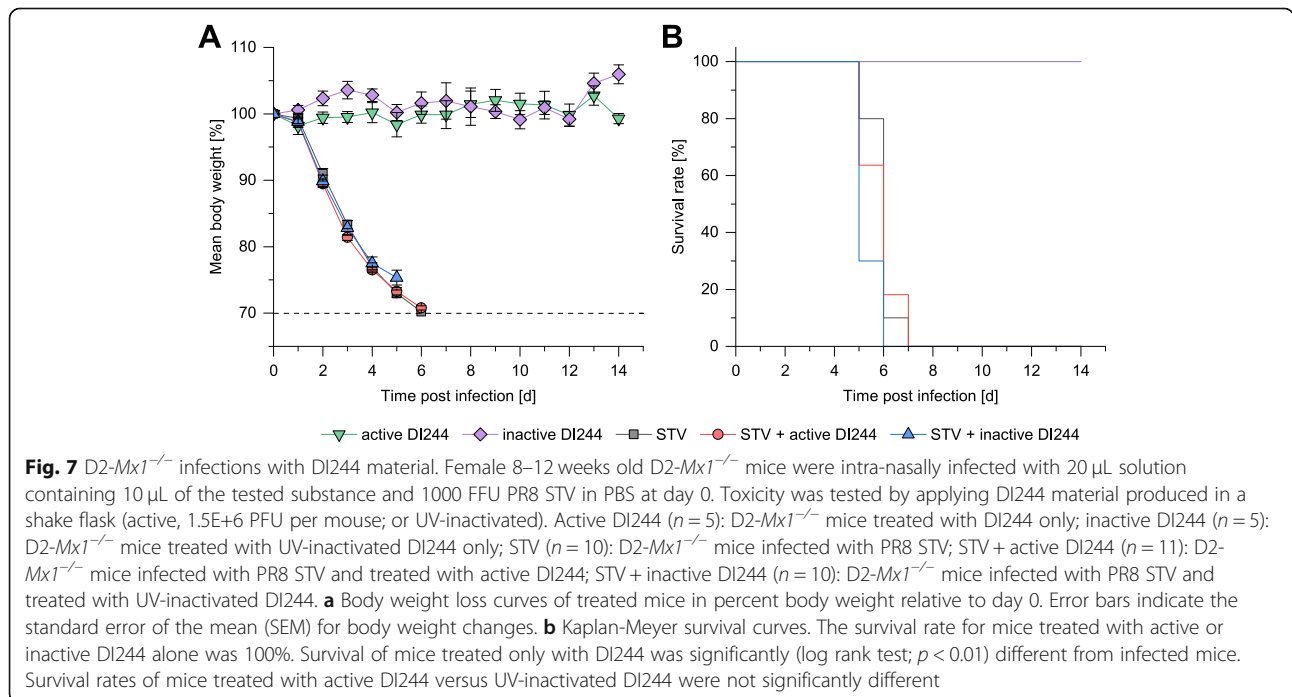 A
B
110
100
90
80
70
Mean body weight [%]
0 2 4 6 8 10 12 14
Time post infection [d]
100
80
60
40
20
0
Survival rate [%]
0 2 4 6 8 10 12 14
Time post infection [d]
active DI244 inactive DI244 STV STV + active DI244 STV + inactive DI244
Fig. 7 D2-Mx1−/− infections with DI244 material. Female 8–12 weeks old D2-Mx1−/− mice were intra-nasally infected with 20 μL solution
containing 10 μL of the tested substance and 1000 FFU PR8 STV in PBS at day 0. Toxicity was tested by applying DI244 material produced in a
shake flask (active, 1.5E+6 PFU per mouse; or UV-inactivated). Active DI244 (n = 5): D2-Mx1−/− mice treated with DI244 only; inactive DI244 (n = 5):
D2-Mx1−/− mice treated with UV-inactivated DI244 only; STV (n = 10): D2-Mx1−/− mice infected with PR8 STV; STV + active DI244 (n = 11): D2-
Mx1−/− mice infected with PR8 STV and treated with active DI244; STV + inactive DI244 (n = 10): D2-Mx1−/− mice infected with PR8 STV and
treated with UV-inactivated DI244. a Body weight loss curves of treated mice in percent body weight relative to day 0. Error bars indicate the
standard error of the mean (SEM) for body weight changes. b Kaplan-Meyer survival curves. The survival rate for mice treated with active or
inactive DI244 alone was 100%. Survival of mice treated only with DI244 was significantly (log rank test; p < 0.01) different from infected mice.
Survival rates of mice treated with active DI244 versus UV-inactivated DI244 were not significantly different